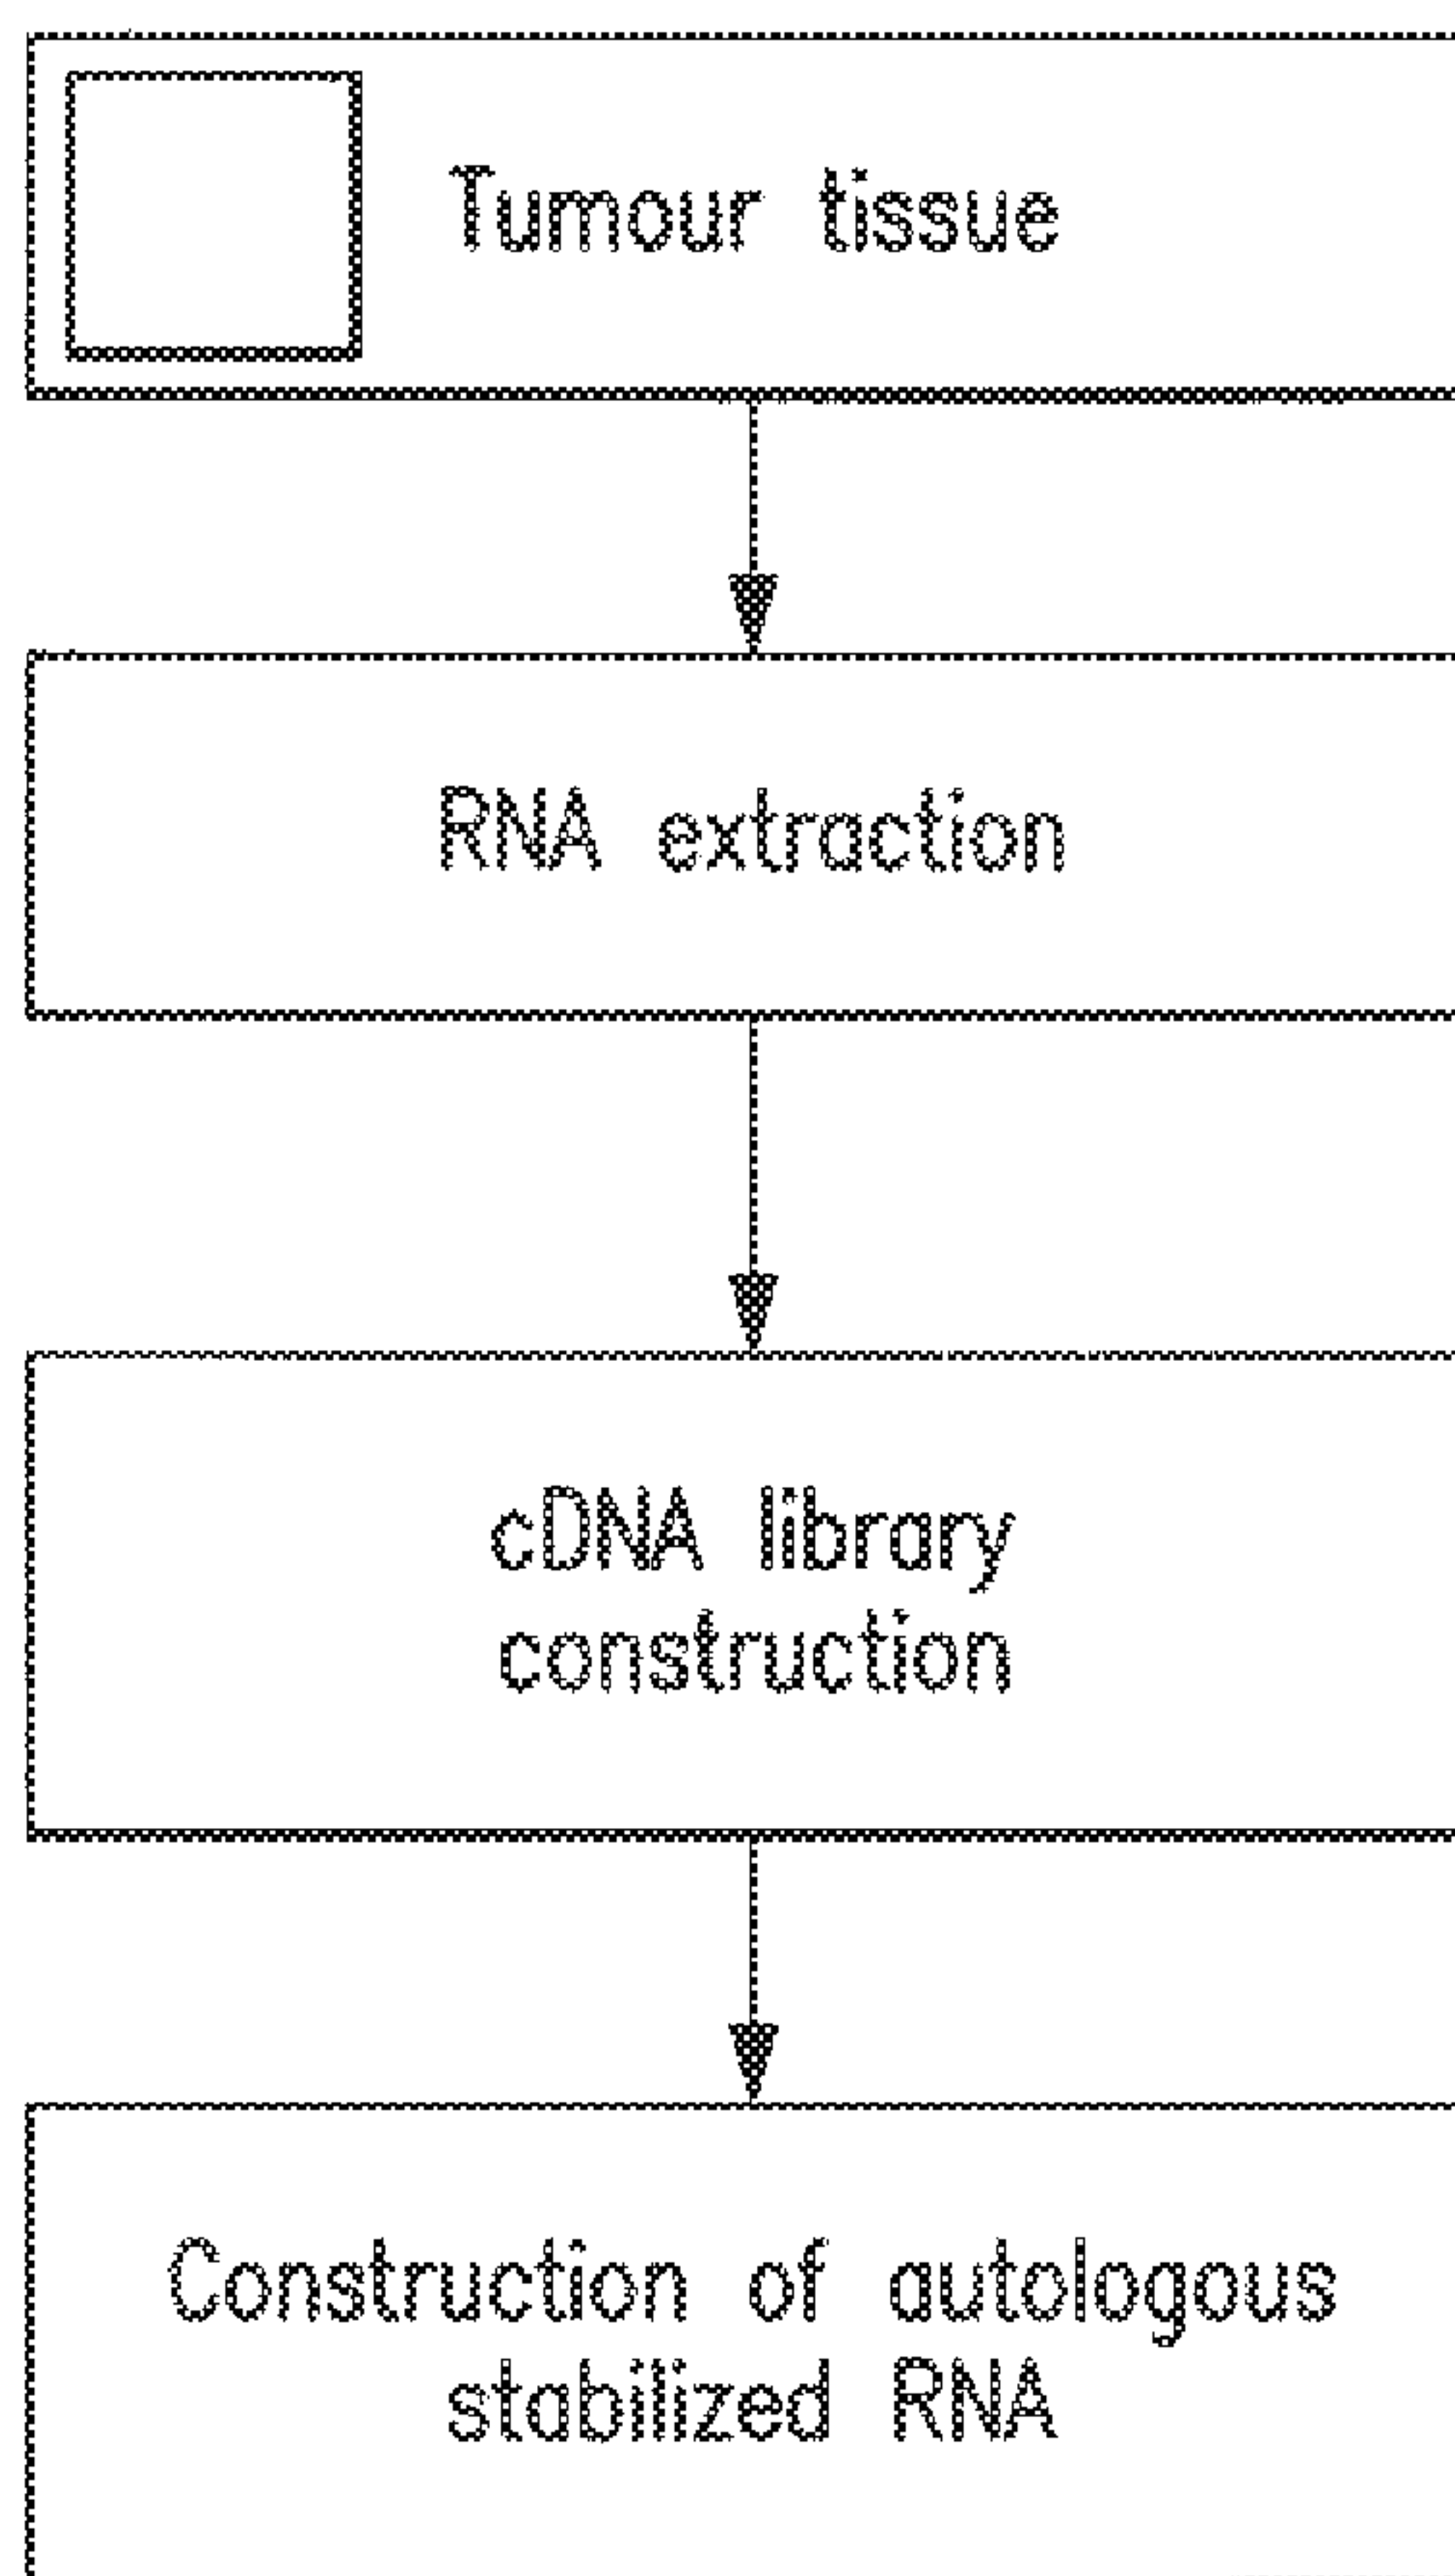 Tumour tissue
RNA extraction
cDNA library
construction
Construction of autologous
stabilized RNA